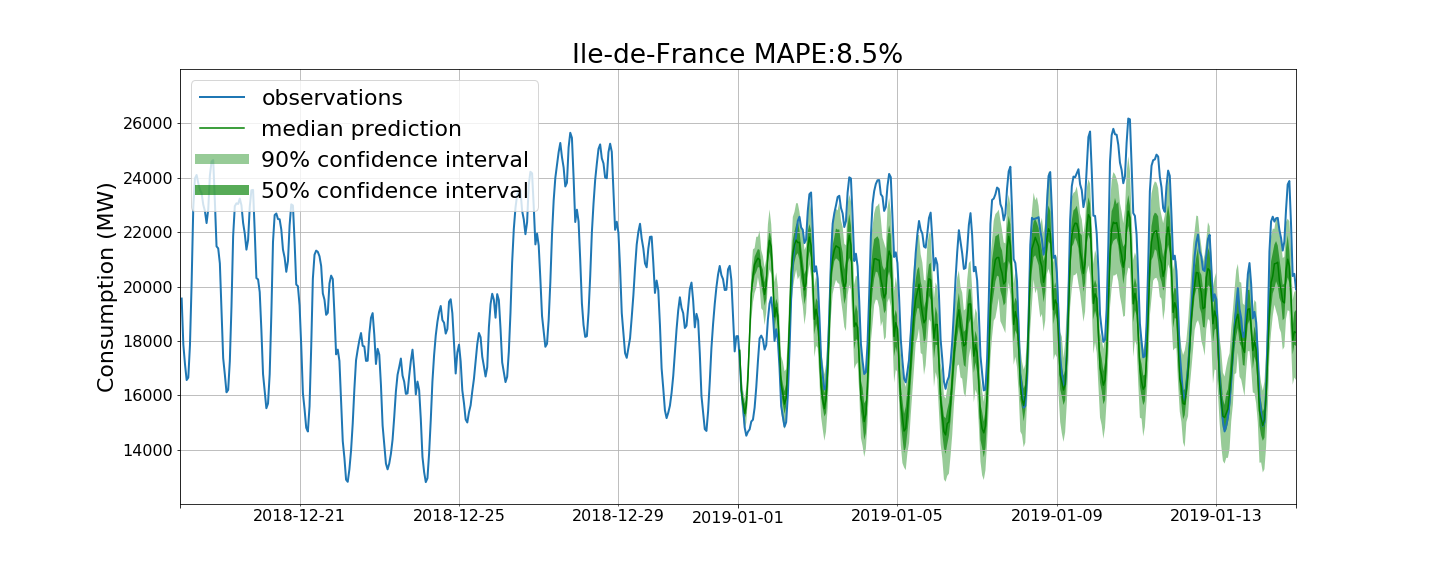 Ile-de-France MAPE:8.5%
observations
median prediction
90% confidence interval
50% confidence interval
Consumption (MW)
26000
24000
22000
20000
18000
16000
14000
2018-12-21
2018-12-25
2018-12-29
2019-01-01
2019-01-05
2019-01-09
2019-01-13